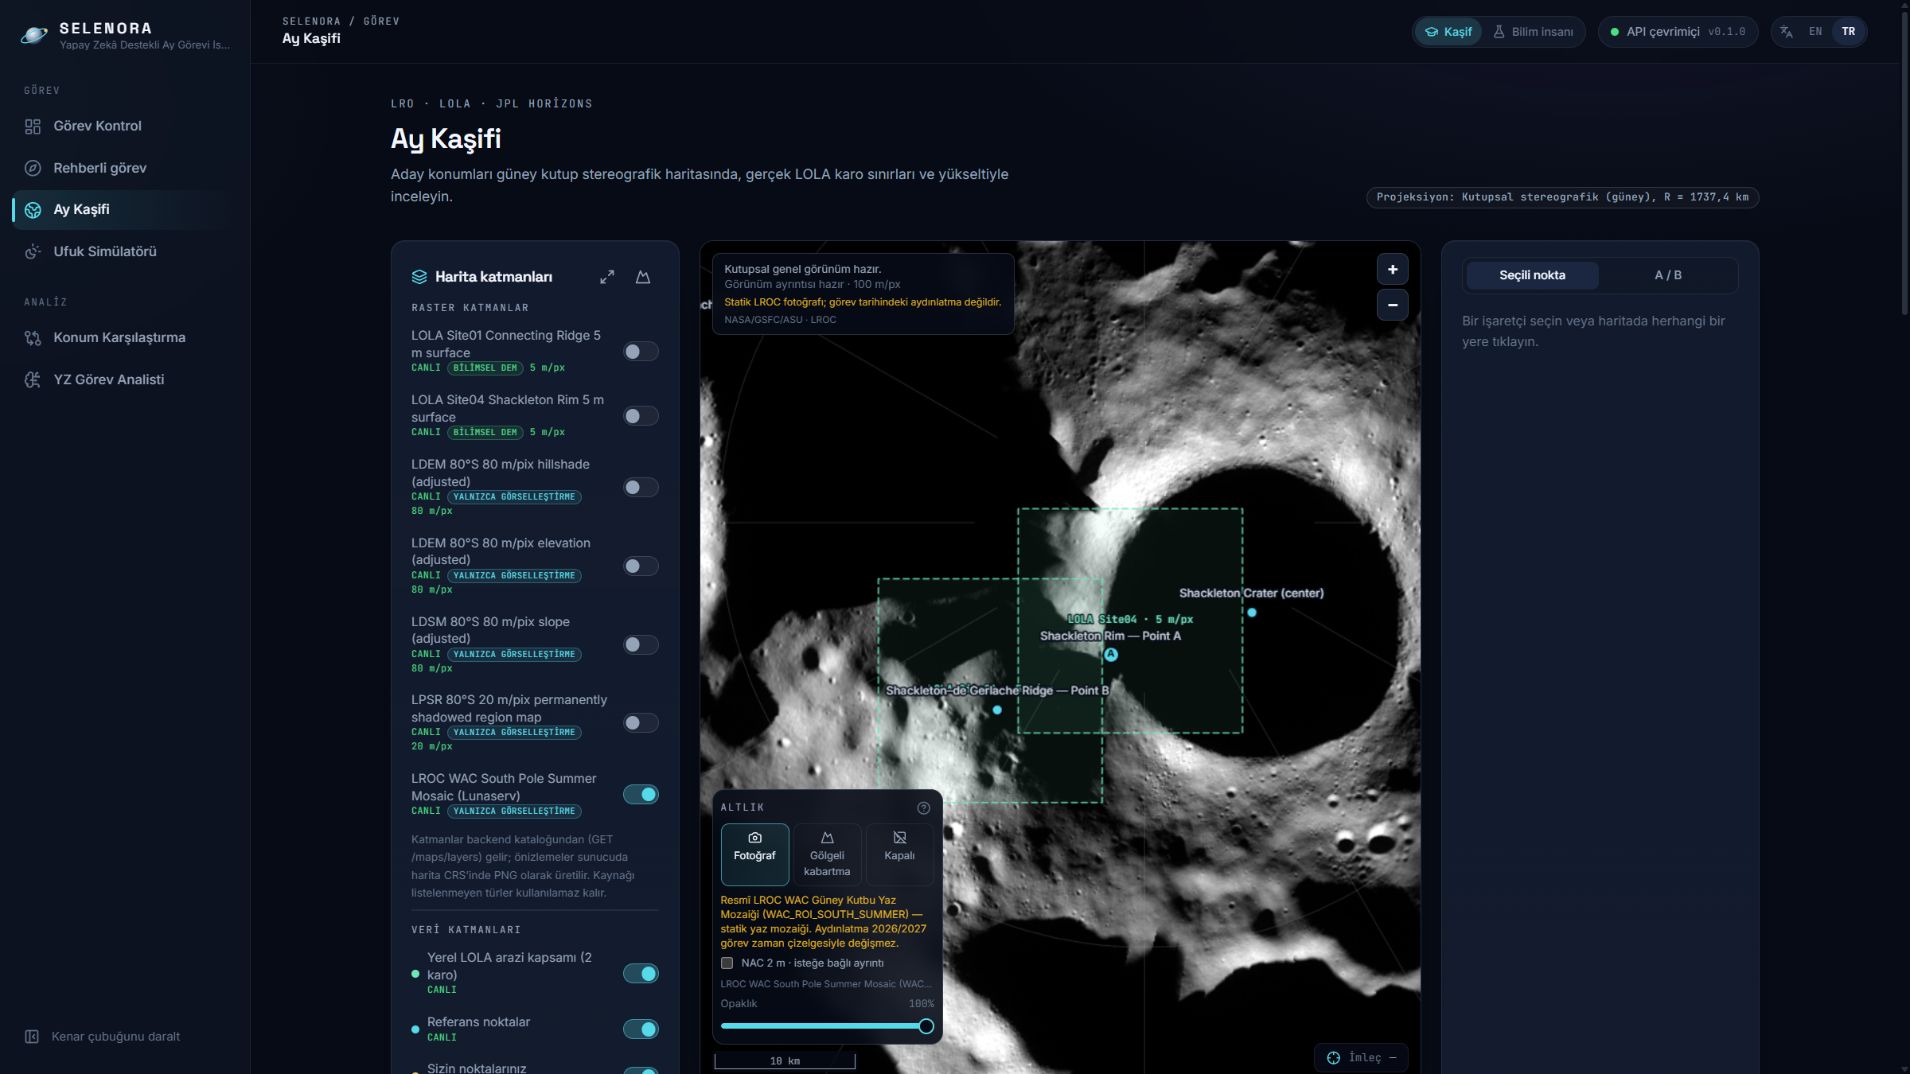 SELENORA
Yapay Zekâ Destekli Ay Görevi İs...
GÖREV
Görev Kontrol
Rehberli görev
Ay Kaşifi
Ufuk Simülatörü
ANALİZ
Konum Karşılaştırma
YZ Görev Analisti
Kenar çubuğunu daralt
SELENORA / GÖREV
Ay Kaşifi
Kaşif
Bilim insanı
API çevrimiçi v0.1.0
EN
TR
LRO · LOLA · JPL HORİZONS
Ay Kaşifi
Aday konumları güney kutup stereografik haritasında, gerçek LOLA karo sınırları ve yükseltiyle
inceleyin.
Projeksiyon: Kutupsal stereografik (güney), R = 1737,4 km
Harita katmanları
RASTER KATMANLAR
LOLA Site01 Connecting Ridge 5
m surface
CANLI BİLİMSEL DEM 5 m/px
LOLA Site04 Shackleton Rim 5 m
surface
CANLI BİLİMSEL DEM 5 m/px
LDEM 80°S 80 m/pix hillshade
(adjusted)
CANLI YALNIZCA GÖRSELLEŞTİRME
80 m/px
LDEM 80°S 80 m/pix elevation
(adjusted)
CANLI YALNIZCA GÖRSELLEŞTİRME
80 m/px
LDSM 80°S 80 m/pix slope
(adjusted)
CANLI YALNIZCA GÖRSELLEŞTİRME
80 m/px
LPSR 80°S 20 m/pix permanently
shadowed region map
CANLI YALNIZCA GÖRSELLEŞTİRME
20 m/px
LROC WAC South Pole Summer
Mosaic (Lunaserv)
CANLI YALNIZCA GÖRSELLEŞTİRME
Katmanlar backend kataloğundan (GET
/maps/layers) gelir; önizlemeler sunucuda
harita CRS'inde PNG olarak üretilir. Kaynağı
listelenmeyen türler kullanılamaz kalır.
VERİ KATMANLARI
Yerel LOLA arazi kapsamı (2
karo)
CANLI
Referans noktalar
CANLI
Sizin noktalarınız
Kutupsal genel görünüm hazır.
Görünüm ayrıntısı hazır · 100 m/px
Statik LROC fotoğrafı; görev tarihindeki aydınlatma değildir.
NASA/GSFC/ASU · LROC
+
−
Shackleton Crater (center)
LOLA Site04 · 5 m/px
Shackleton Rim — Point A
A
Shackleton–de Gerlache Ridge — Point B
ALTLIK
Fotoğraf
Gölgeli
kabartma
Kapalı
Resmî LROC WAC Güney Kutbu Yaz
Mozaiği (WAC_ROI_SOUTH_SUMMER) —
statik yaz mozaiği. Aydınlatma 2026/2027
görev zaman çizelgesiyle değişmez.
NAC 2 m · isteğe bağlı ayrıntı
LROC WAC South Pole Summer Mosaic (WAC...
Opaklık 100%
10 km
İmleç —
Seçili nokta
A / B
Bir işaretçi seçin veya haritada herhangi bir
yere tıklayın.